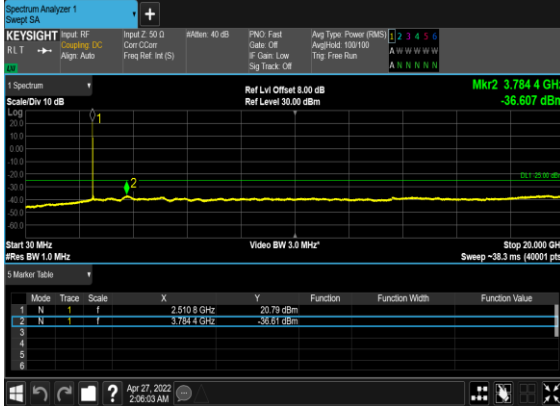 Spectrum Analyzer 1
Swept SA
+
KEYSIGHT Input: RF Input Z: 50 Ω #Atten: 40 dB PNO: Fast Avg Type: Power (RMS) 1 2 3 4 5 6
RLT Coupling: DC Corr CCorr Gate: Off Avg|Hold: 100/100 A W W W W W
Align: Auto Freq Ref: Int (S) IF Gain: Low Trig: Free Run
Sig Track: Off A N N N N N
1 Spectrum Ref Lvl Offset 8.00 dB Mkr2 3.784 4 GHz
Scale/Div 10 dB Ref Level 30.00 dBm -36.607 dBm
Log
20.0
10.0
0.00
-10.0
-20.0
-30.0
-40.0
-50.0
-60.0
1
2
DL1 -25.00 dBm
Start 30 MHz Video BW 3.0 MHz* Stop 20.000 GH
#Res BW 1.0 MHz Sweep ~38.3 ms (40001 pts
5 Marker Table
Mode Trace Scale X Y Function Function Width Function Value
1 N 1 f 2.510 8 GHz 20.79 dBm
2 N 1 f 3.784 4 GHz -36.61 dBm
3
4
5
6
? Apr 27, 2022
2:06:03 AM